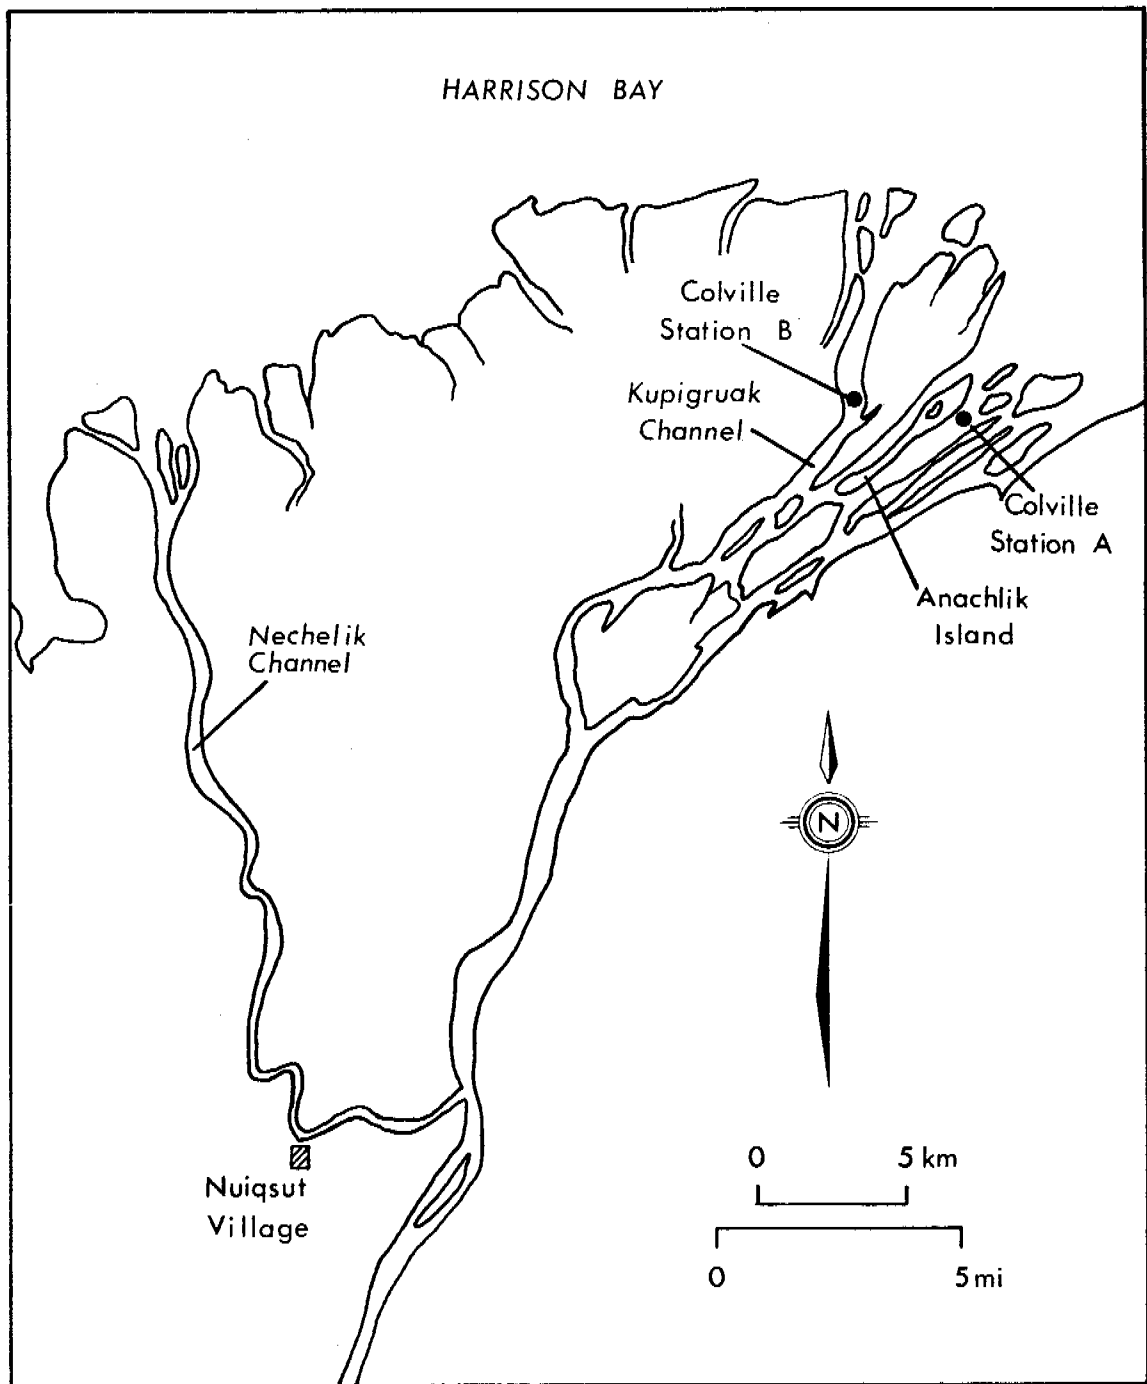 HARRISON BAY
Colville
Station B
Kupigruak
Channel
Colville
Station A
Anachlik
Island
Nechelik
Channel
N
Nuiqsut
Village
0 5 km
0 5 mi